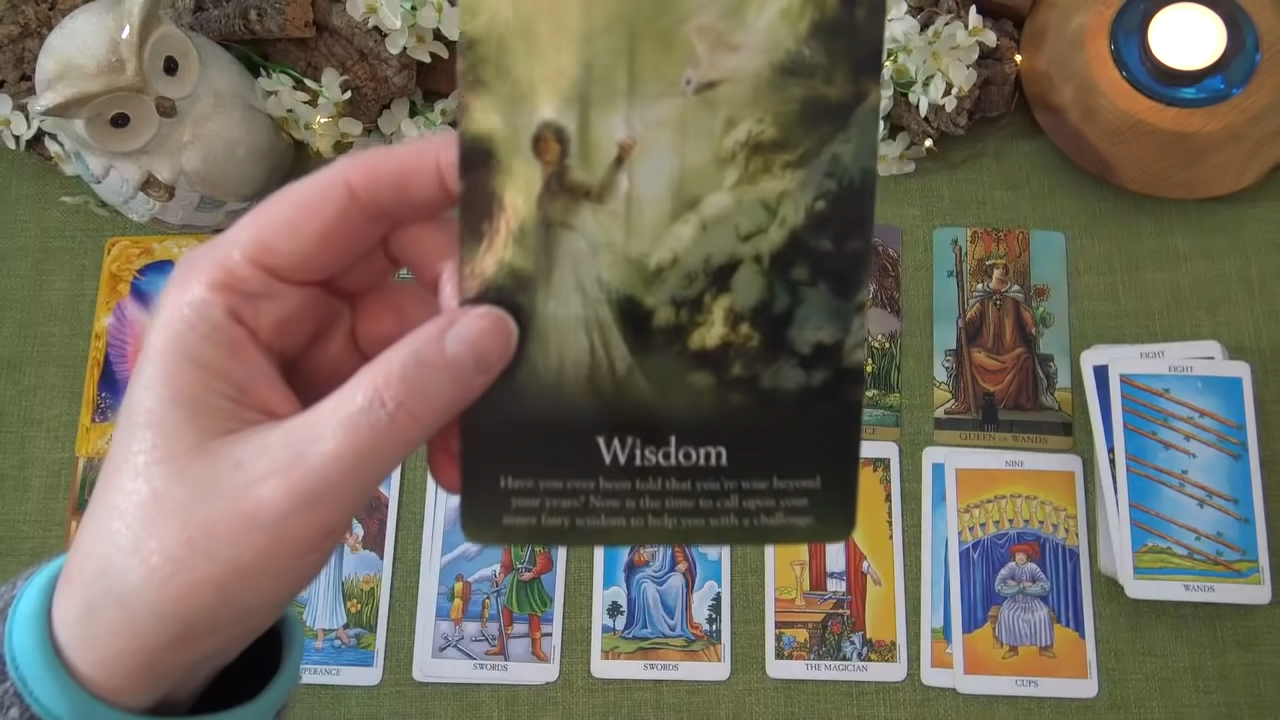 Wisdom
Have you ever been told that you're wise beyond
your years? Now is the time to call upon your
inner fairy wisdom to help you with a challenge.
CE
QUEEN OF WANDS
EIGHT
EIGHT
WANDS
NINE
CUPS
MPERANCE
SWORDS
SWORDS
THE MAGICIAN